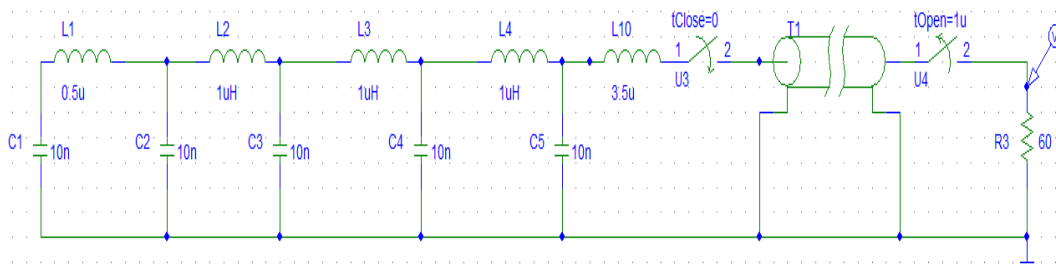 L1
L2
L3
L4
L10
tClose=0
T1
tOpen=1u
V
1
2
1
2
U3
U4
0.5u
1uH
1uH
1uH
3.5u
C1
10n
C2
10n
C3
10n
C4
10n
C5
10n
R3
60